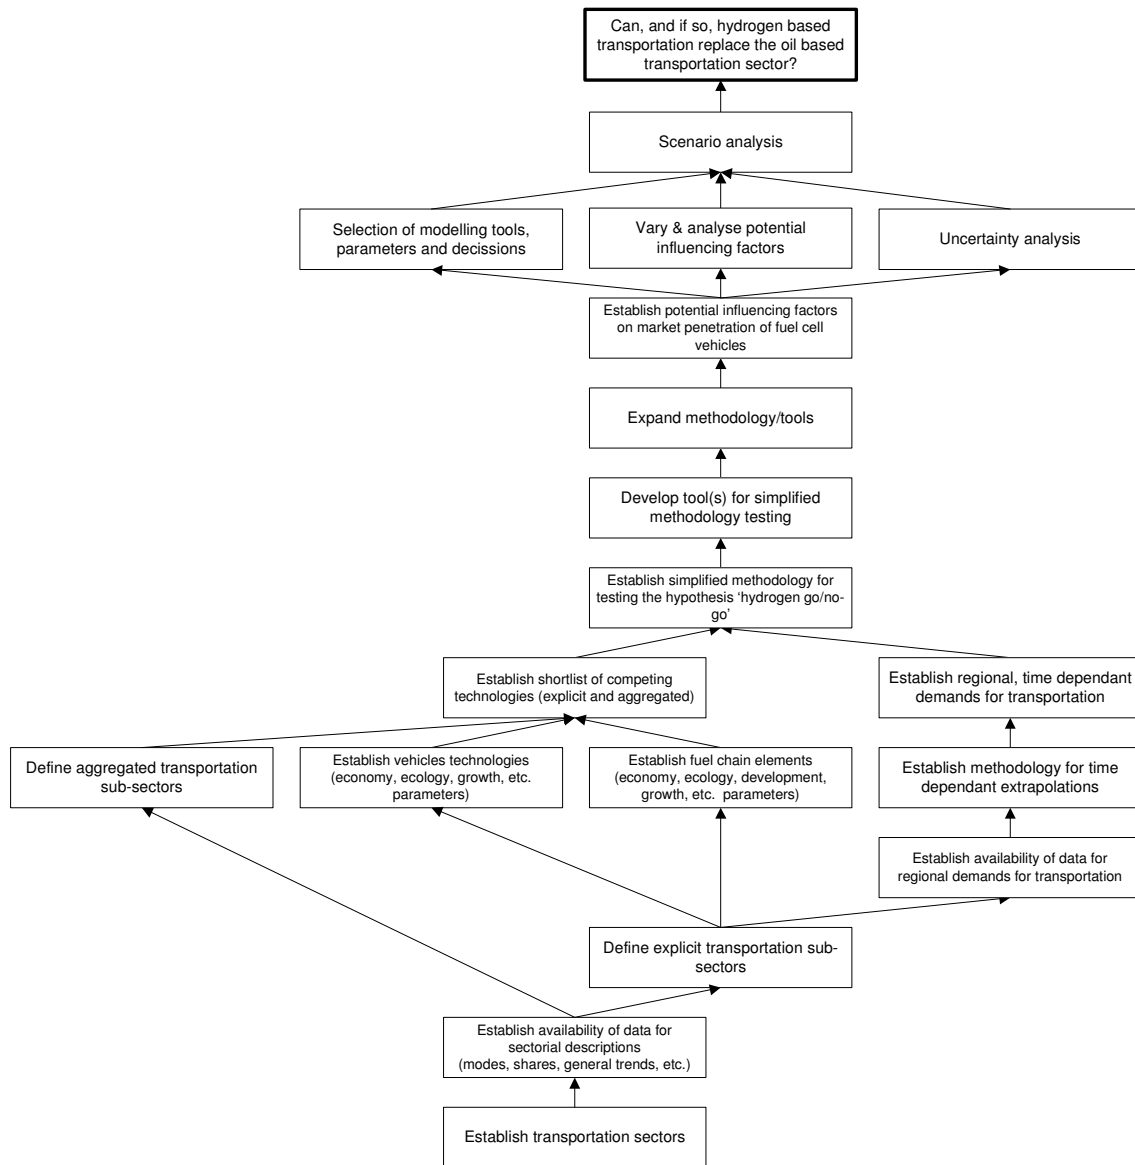 Can, and if so, hydrogen based
transportation replace the oil based
transportation sector?
Scenario analysis
Selection of modelling tools,
parameters and decissions
Vary & analyse potential
influencing factors
Uncertainty analysis
Establish potential influencing factors
on market penetration of fuel cell
vehicles
Expand methodology/tools
Develop tool(s) for simplified
methodology testing
Establish simplified methodology for
testing the hypothesis ‘hydrogen go/no-
go’
Establish shortlist of competing
technologies (explicit and aggregated)
Establish regional, time dependant
demands for transportation
Define aggregated transportation
sub-sectors
Establish vehicles technologies
(economy, ecology, growth, etc.
parameters)
Establish fuel chain elements
(economy, ecology, development,
growth, etc. parameters)
Establish methodology for time
dependant extrapolations
Establish availability of data for
regional demands for transportation
Define explicit transportation sub-
sectors
Establish availability of data for
sectorial descriptions
(modes, shares, general trends, etc.)
Establish transportation sectors